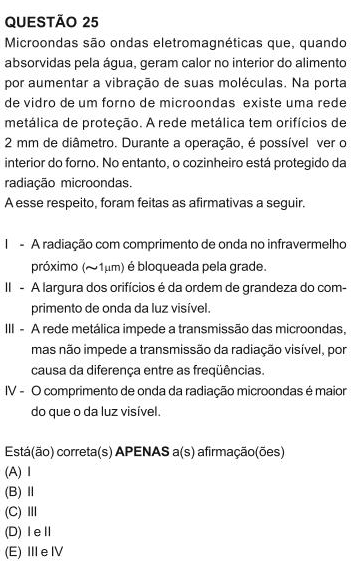 QUESTÃO 25
Microondas são ondas eletromagnéticas que, quando
absorvidas pela água, geram calor no interior do alimento
por aumentar a vibração de suas moléculas. Na porta
de vidro de um forno de microondas existe uma rede
metálica de proteção. A rede metálica tem orifícios de
2 mm de diâmetro. Durante a operação, é possível ver o
interior do forno. No entanto, o cozinheiro está protegido da
radiação microondas.
A esse respeito, foram feitas as afirmativas a seguir.
I - A radiação com comprimento de onda no infravermelho
próximo (~1μm) é bloqueada pela grade.
II - A largura dos orifícios é da ordem de grandeza do com-
primento de onda da luz visível.
III - A rede metálica impede a transmissão das microondas,
mas não impede a transmissão da radiação visível, por
causa da diferença entre as freqüências.
IV - O comprimento de onda da radiação microondas é maior
do que o da luz visível.
Está(ão) correta(s) APENAS a(s) afirmação(ões)
(A) I
(B) II
(C) III
(D) I e II
(E) III e IV